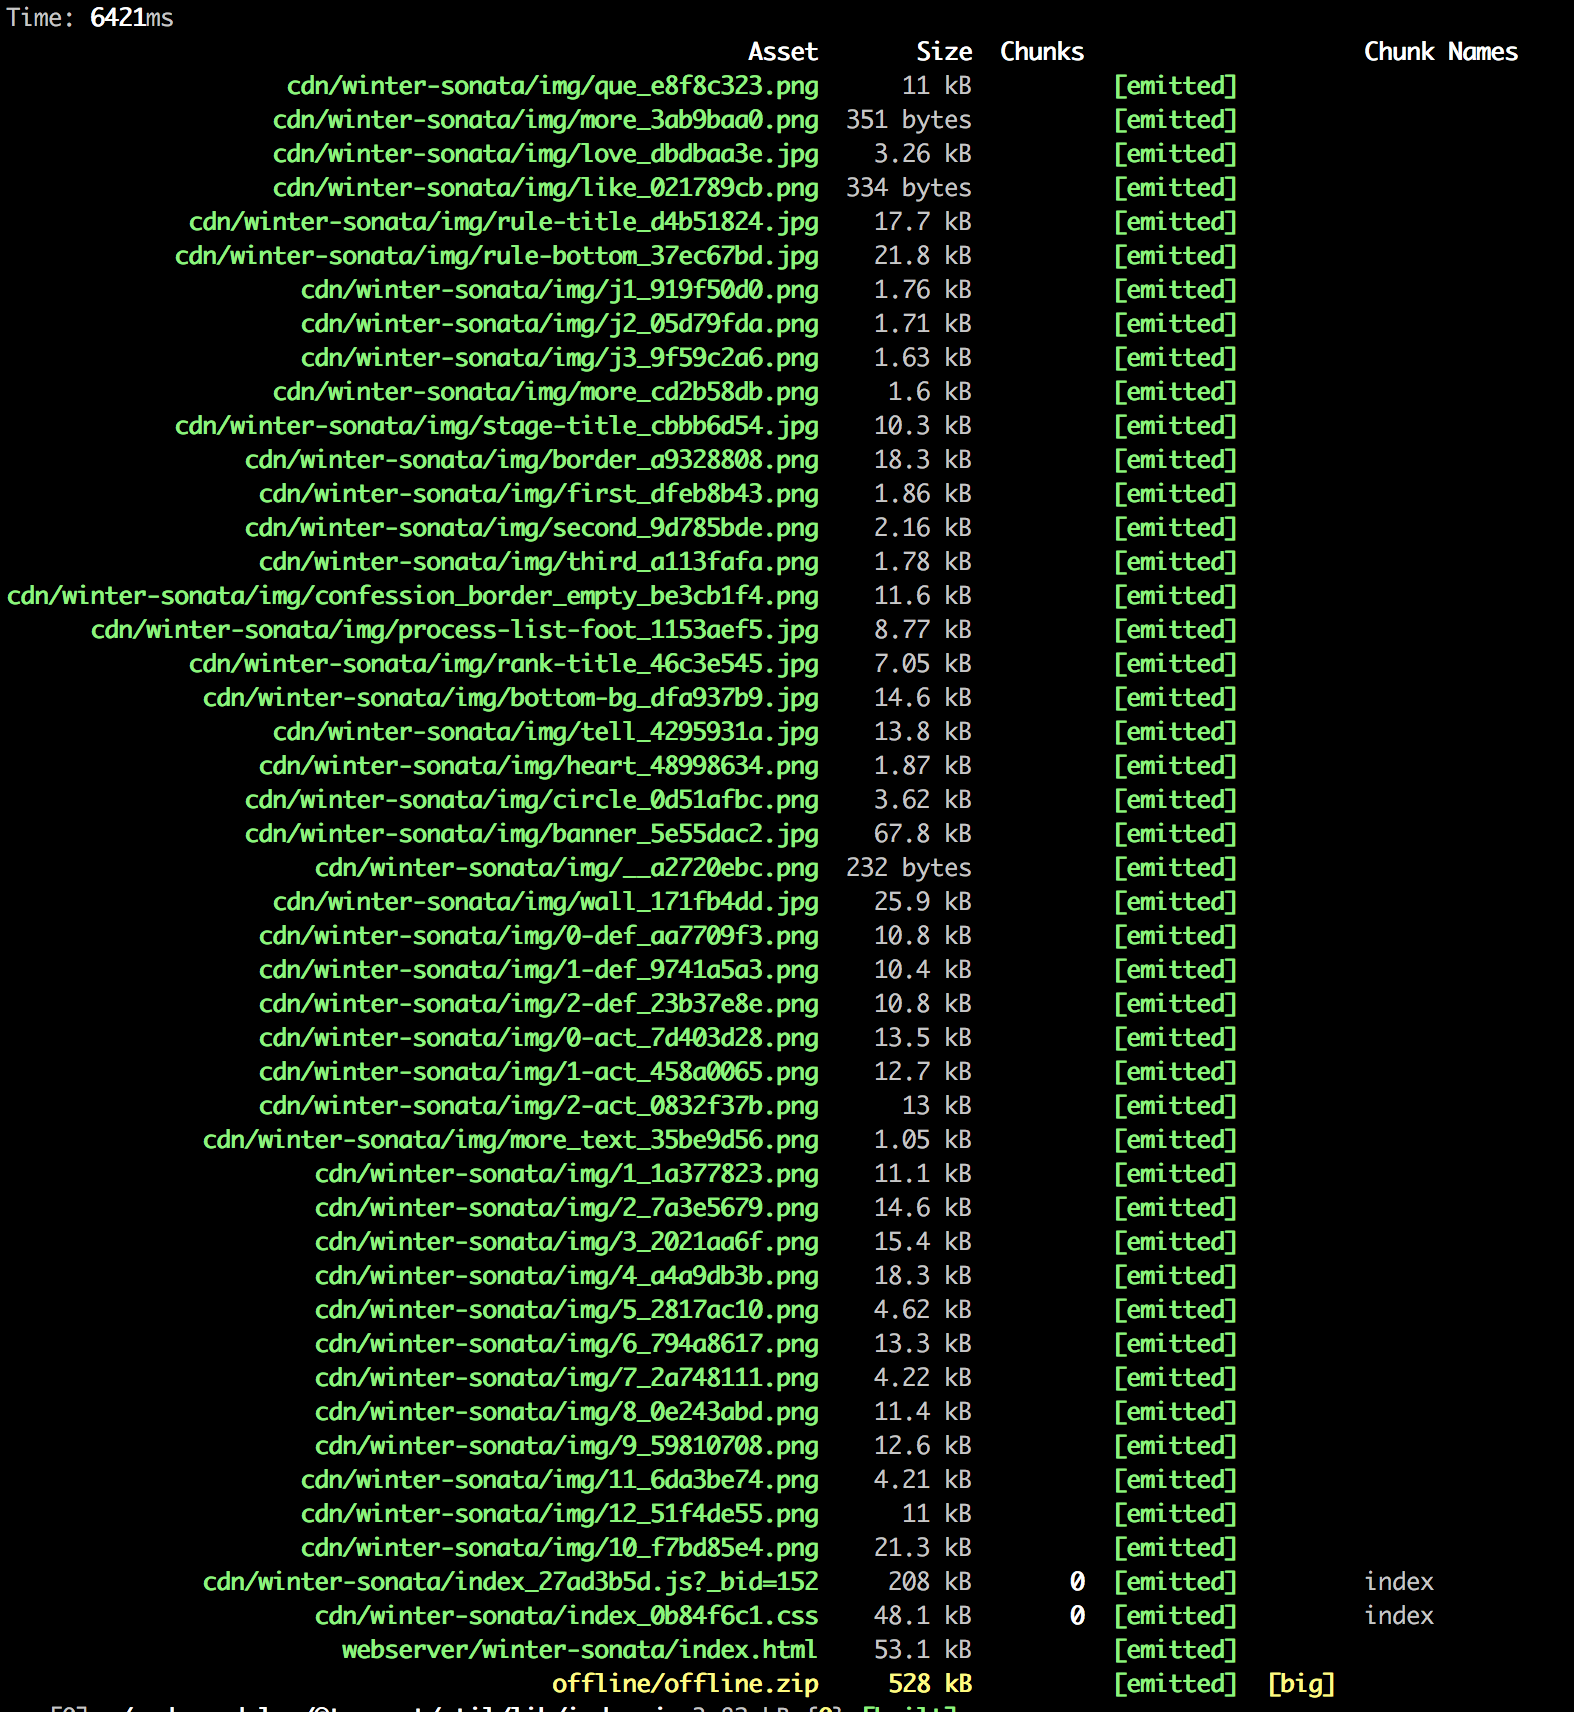 Time: 6421ms
Asset Size Chunks Chunk Names
cdn/winter-sonata/img/que_e8f8c323.png 11 kB [emitted]
cdn/winter-sonata/img/more_3ab9baa0.png 351 bytes [emitted]
cdn/winter-sonata/img/love_dbdbaa3e.jpg 3.26 kB [emitted]
cdn/winter-sonata/img/like_021789cb.png 334 bytes [emitted]
cdn/winter-sonata/img/rule-title_d4b51824.jpg 17.7 kB [emitted]
cdn/winter-sonata/img/rule-bottom_37ec67bd.jpg 21.8 kB [emitted]
cdn/winter-sonata/img/j1_919f50d0.png 1.76 kB [emitted]
cdn/winter-sonata/img/j2_05d79fda.png 1.71 kB [emitted]
cdn/winter-sonata/img/j3_9f59c2a6.png 1.63 kB [emitted]
cdn/winter-sonata/img/more_cd2b58db.png 1.6 kB [emitted]
cdn/winter-sonata/img/stage-title_cbbb6d54.jpg 10.3 kB [emitted]
cdn/winter-sonata/img/border_a9328808.png 18.3 kB [emitted]
cdn/winter-sonata/img/first_dfeb8b43.png 1.86 kB [emitted]
cdn/winter-sonata/img/second_9d785bde.png 2.16 kB [emitted]
cdn/winter-sonata/img/third_a113fafa.png 1.78 kB [emitted]
cdn/winter-sonata/img/confession_border_empty_be3cb1f4.png 11.6 kB [emitted]
cdn/winter-sonata/img/process-list-foot_1153aef5.jpg 8.77 kB [emitted]
cdn/winter-sonata/img/rank-title_46c3e545.jpg 7.05 kB [emitted]
cdn/winter-sonata/img/bottom-bg_dfa937b9.jpg 14.6 kB [emitted]
cdn/winter-sonata/img/tell_4295931a.jpg 13.8 kB [emitted]
cdn/winter-sonata/img/heart_48998634.png 1.87 kB [emitted]
cdn/winter-sonata/img/circle_0d51afbc.png 3.62 kB [emitted]
cdn/winter-sonata/img/banner_5e55dac2.jpg 67.8 kB [emitted]
cdn/winter-sonata/img/__a2720ebc.png 232 bytes [emitted]
cdn/winter-sonata/img/wall_171fb4dd.jpg 25.9 kB [emitted]
cdn/winter-sonata/img/0-def_aa7709f3.png 10.8 kB [emitted]
cdn/winter-sonata/img/1-def_9741a5a3.png 10.4 kB [emitted]
cdn/winter-sonata/img/2-def_23b37e8e.png 10.8 kB [emitted]
cdn/winter-sonata/img/0-act_7d403d28.png 13.5 kB [emitted]
cdn/winter-sonata/img/1-act_458a0065.png 12.7 kB [emitted]
cdn/winter-sonata/img/2-act_0832f37b.png 13 kB [emitted]
cdn/winter-sonata/img/more_text_35be9d56.png 1.05 kB [emitted]
cdn/winter-sonata/img/1_1a377823.png 11.1 kB [emitted]
cdn/winter-sonata/img/2_7a3e5679.png 14.6 kB [emitted]
cdn/winter-sonata/img/3_2021aa6f.png 15.4 kB [emitted]
cdn/winter-sonata/img/4_a4a9db3b.png 18.3 kB [emitted]
cdn/winter-sonata/img/5_2817ac10.png 4.62 kB [emitted]
cdn/winter-sonata/img/6_794a8617.png 13.3 kB [emitted]
cdn/winter-sonata/img/7_2a748111.png 4.22 kB [emitted]
cdn/winter-sonata/img/8_0e243abd.png 11.4 kB [emitted]
cdn/winter-sonata/img/9_59810708.png 12.6 kB [emitted]
cdn/winter-sonata/img/11_6da3be74.png 4.21 kB [emitted]
cdn/winter-sonata/img/12_51f4de55.png 11 kB [emitted]
cdn/winter-sonata/img/10_f7bd85e4.png 21.3 kB [emitted]
cdn/winter-sonata/index_27ad3b5d.js?_bid=152 208 kB 0 [emitted] index
cdn/winter-sonata/index_0b84f6c1.css 48.1 kB 0 [emitted] index
webserver/winter-sonata/index.html 53.1 kB [emitted]
offline/offline.zip 528 kB [emitted] [big]